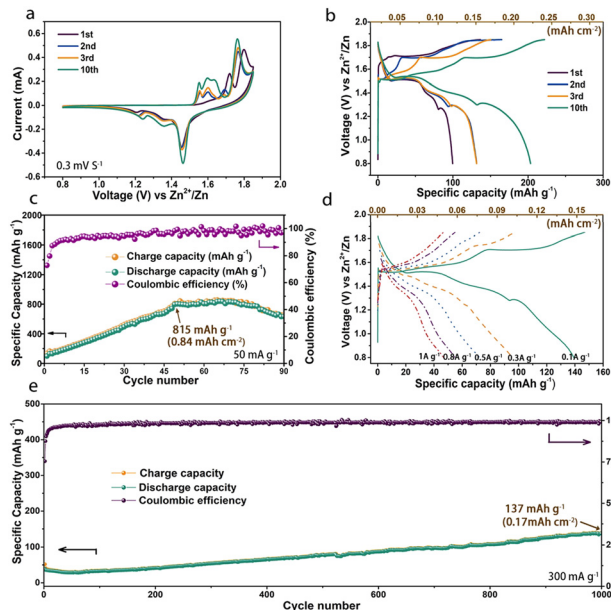 a
0.6
0.4
0.2
0.0
-0.2
-0.4
-0.6
Current (mA)
1st
2nd
3rd
10th
0.3 mV S⁻¹
0.8 1.0 1.2 1.4 1.6 1.8 2.0
Voltage (V) vs Zn²⁺/Zn
b
0.05 0.10 0.15 0.20 0.25 0.30
(mAh cm⁻²)
2.0
1.8
1.6
1.4
1.2
1.0
0.8
Voltage (V) vs Zn²⁺/Zn
1st
2nd
3rd
10th
0 100 200 300
Specific capacity (mAh g⁻¹)
c
2000
1600
1200
800
400
0
Specific Capacity (mAh g⁻¹)
Charge capacity (mAh g⁻¹)
Discharge capacity (mAh g⁻¹)
Coulombic efficiency (%)
815 mAh g⁻¹
(0.84 mAh cm⁻²)
50 mA g⁻¹
100
80
60
40
20
0
Coulombic efficiency (%)
0 15 30 45 60 75 90
Cycle number
d
0.00 0.03 0.06 0.09 0.12 0.15
(mAh cm⁻²)
2.0
1.8
1.6
1.4
1.2
1.0
0.8
Voltage (V) vs Zn²⁺/Zn
1A g⁻¹ 0.8A g⁻¹ 0.5A g⁻¹ 0.3A g⁻¹ 0.1A g⁻¹
0 20 40 60 80 100 120 140 160
Specific capacity (mAh g⁻¹)
e
500
450
400
350
300
250
200
150
100
50
0
Specific Capacity (mAh g⁻¹)
Charge capacity
Discharge capacity
Coulombic efficiency
137 mAh g⁻¹
(0.17mAh cm⁻²)
300 mA g⁻¹
0 200 400 600 800 1000
Cycle number